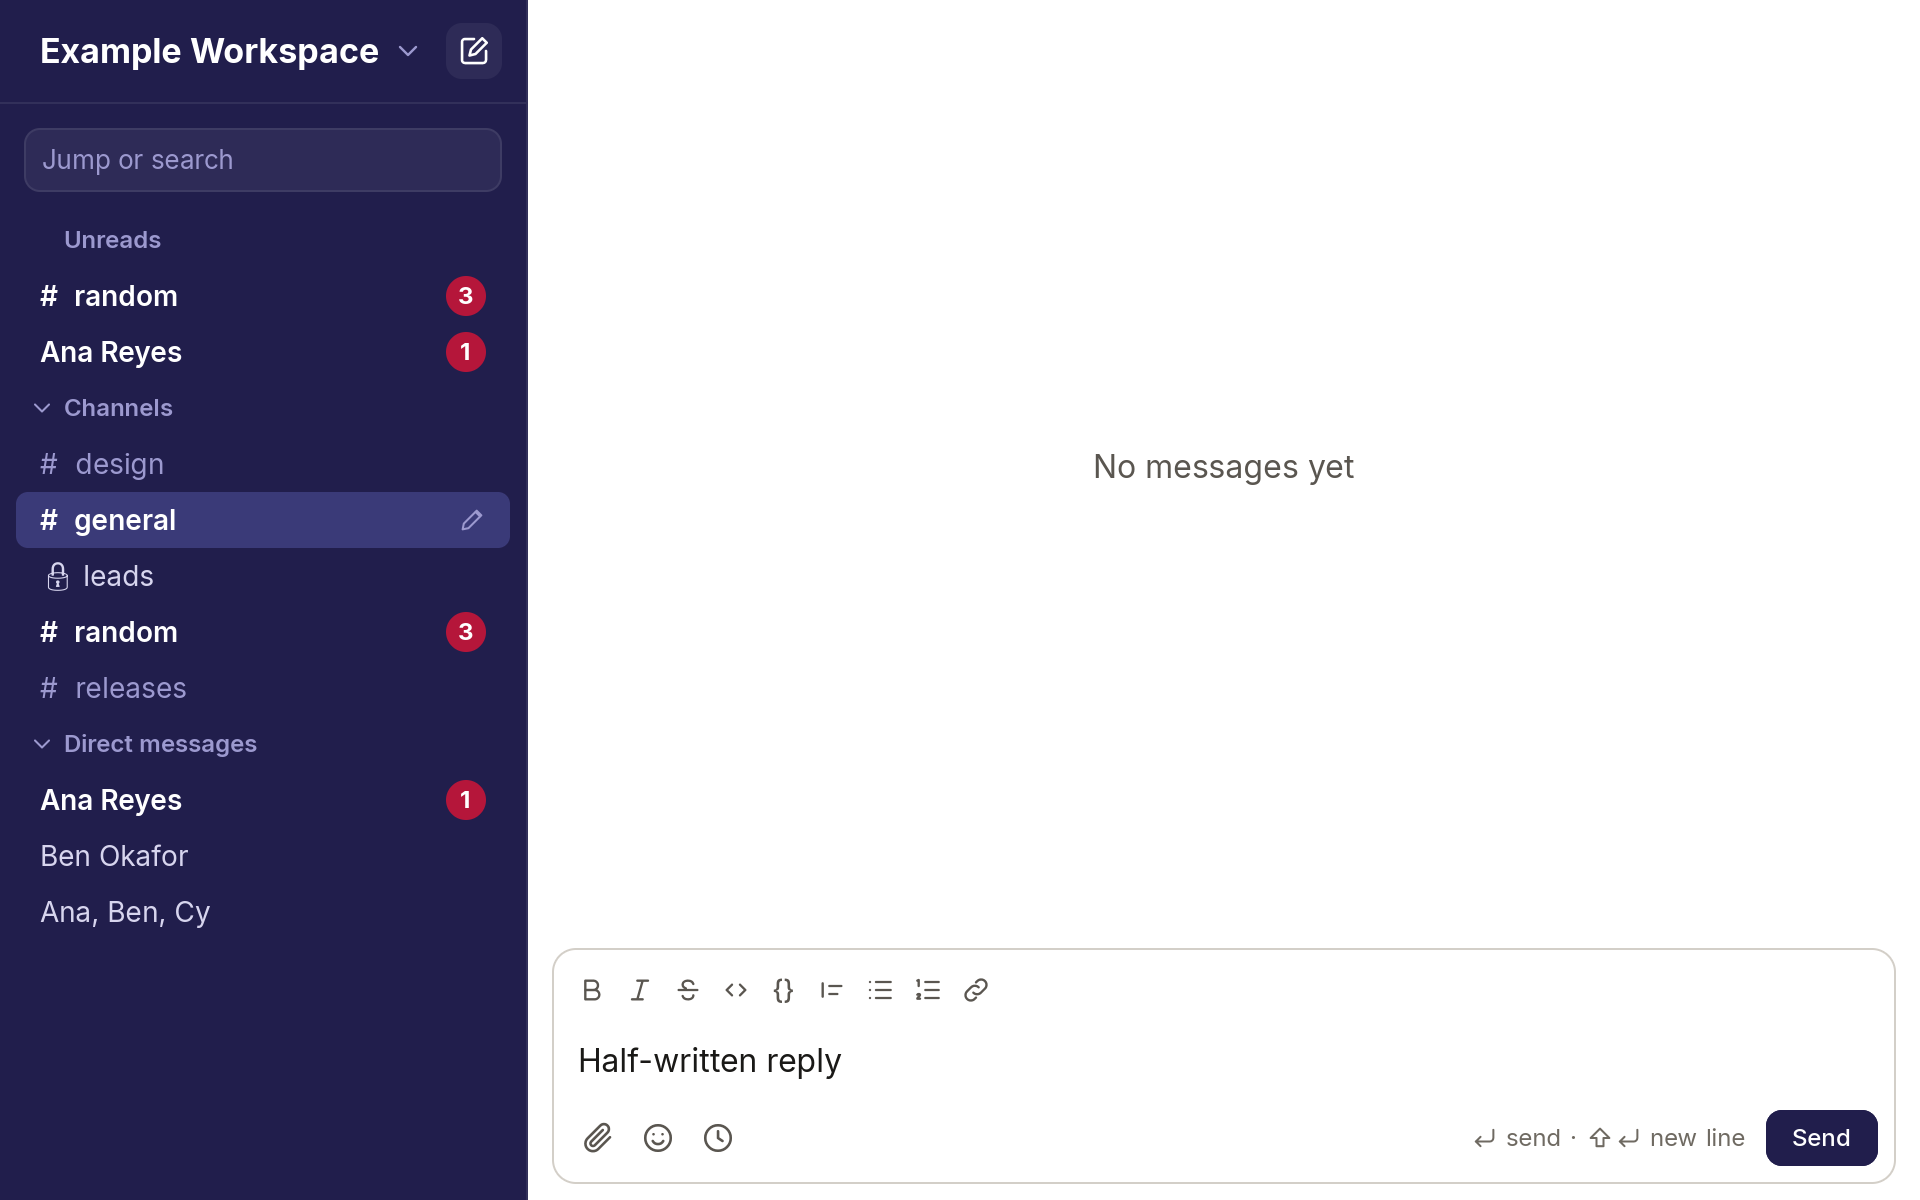 Example Workspace
Jump or search
Unreads
# random 3
Ana Reyes 1
Channels
# design
# general
leads
# random 3
# releases
Direct messages
Ana Reyes 1
Ben Okafor
Ana, Ben, Cy
No messages yet
Half-written reply
send · new line
Send